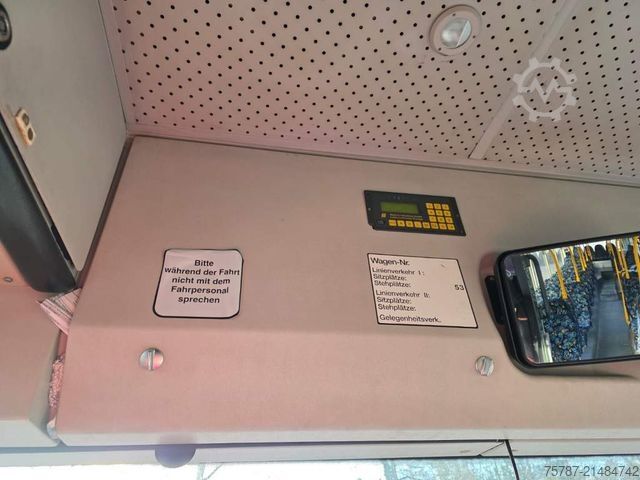 Bitte
während der Fahrt
nicht mit dem
Fahrpersonal
sprechen
Wagen-Nr.
Linienverkehr I:
Sitzplätze: 53
Stehplätze:
Linienverkehr II:
Sitzplätze:
Stehplätze:
Gelegenheitsverk.
75787-21484742